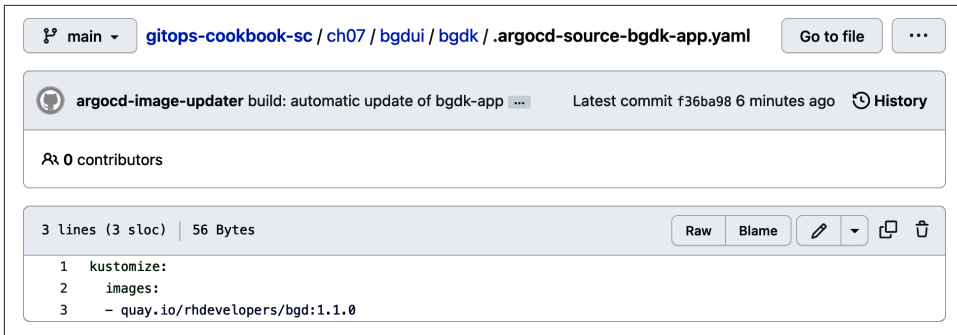 main gitops-cookbook-sc / ch07 / bgdui / bgdk / .argocd-source-bgdk-app.yaml Go to file ...
argocd-image-updater build: automatic update of bgdk-app ... Latest commit f36ba98 6 minutes ago History
0 contributors
3 lines (3 sloc) 56 Bytes Raw Blame
1 kustomize:
2   images:
3   - quay.io/rhdevelopers/bgd:1.1.0